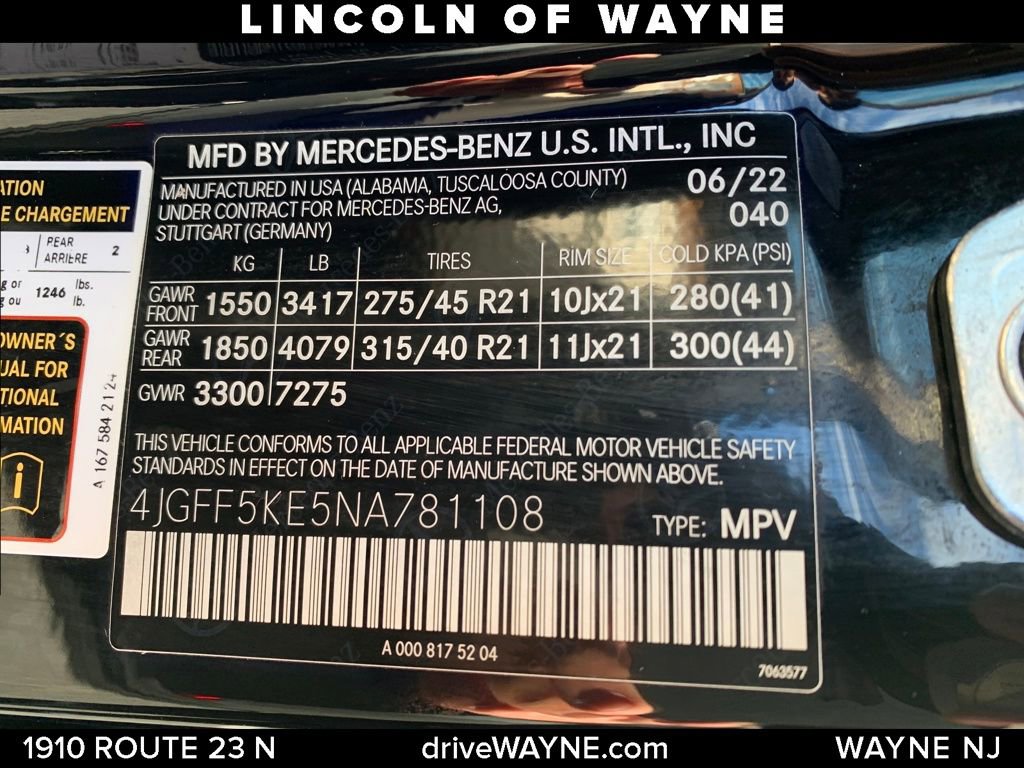 LINCOLN OF WAYNE
MFD BY MERCEDES-BENZ U.S. INTL., INC
MANUFACTURED IN USA (ALABAMA, TUSCALOOSA COUNTY) 06/22
UNDER CONTRACT FOR MERCEDES-BENZ AG, 040
STUTTGART (GERMANY)
KG LB TIRES RIM SIZE COLD KPA (PSI)
GAWR FRONT 1550 3417 275/45 R21 10Jx21 280(41)
GAWR REAR 1850 4079 315/40 R21 11Jx21 300(44)
GVWR 3300 7275
THIS VEHICLE CONFORMS TO ALL APPLICABLE FEDERAL MOTOR VEHICLE SAFETY
STANDARDS IN EFFECT ON THE DATE OF MANUFACTURE SHOWN ABOVE.
4JGFF5KE5NA781108 TYPE: MPV
A 000 817 52 04
7063577
ATION
E CHARGEMENT
REAR 2
ARRIÈRE
g or 1246 lbs.
g ou lb.
OWNER´S
UAL FOR
TIONAL
MATION
i
A 167 584 21 24
1910 ROUTE 23 N driveWAYNE.com WAYNE NJ